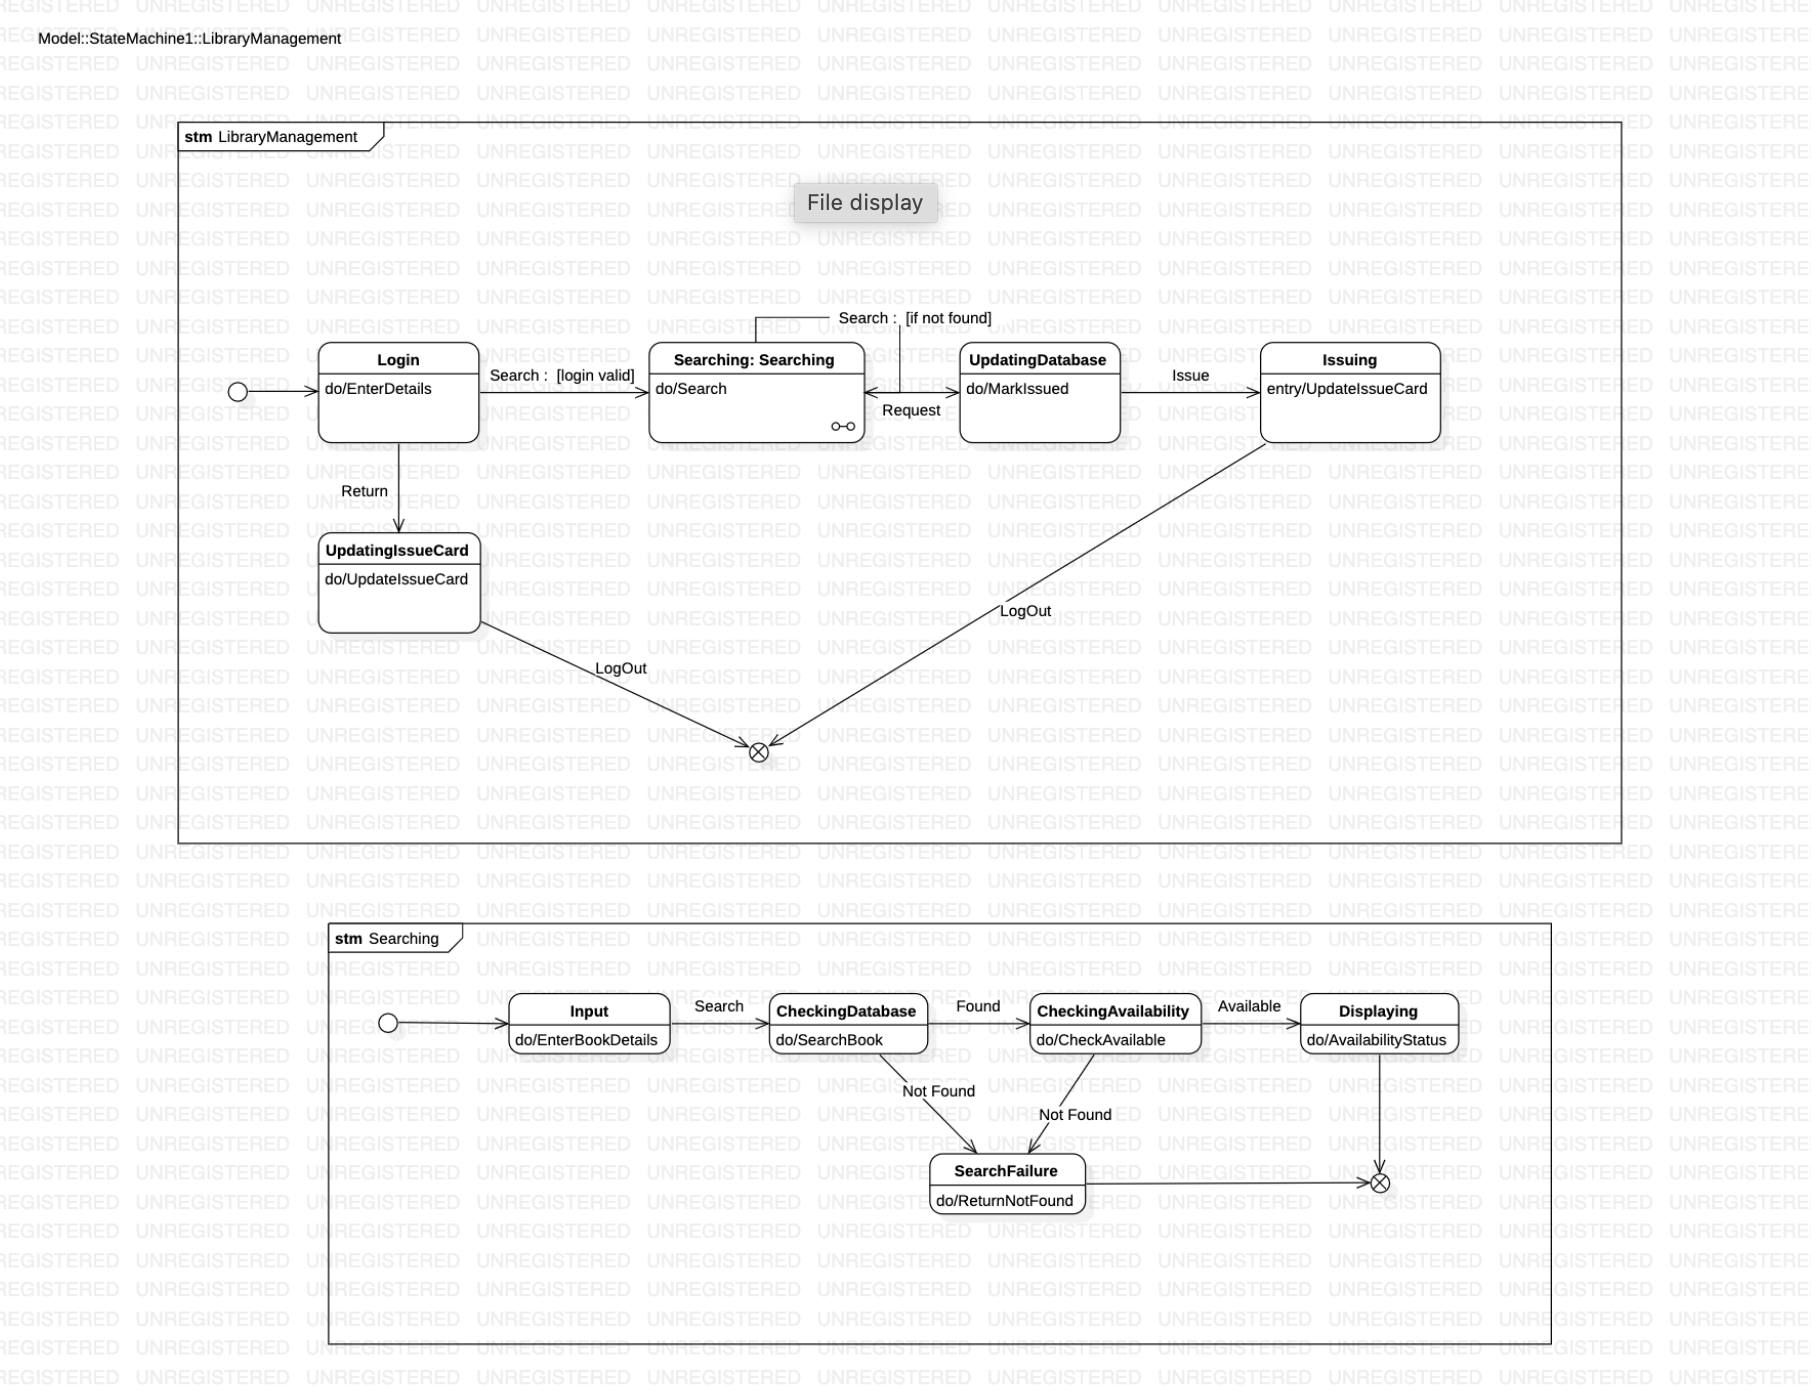 Model::StateMachine1::LibraryManagement
stm LibraryManagement
File display
Search : [if not found]
Login
do/EnterDetails
Search : [login valid]
Searching: Searching
do/Search
Request
UpdatingDatabase
do/MarkIssued
Issue
Issuing
entry/UpdateIssueCard
Return
UpdatingIssueCard
do/UpdateIssueCard
LogOut
LogOut
stm Searching
Input
do/EnterBookDetails
Search
CheckingDatabase
do/SearchBook
Found
CheckingAvailability
do/CheckAvailable
Available
Displaying
do/AvailabilityStatus
Not Found
Not Found
SearchFailure
do/ReturnNotFound
UNREGISTERED